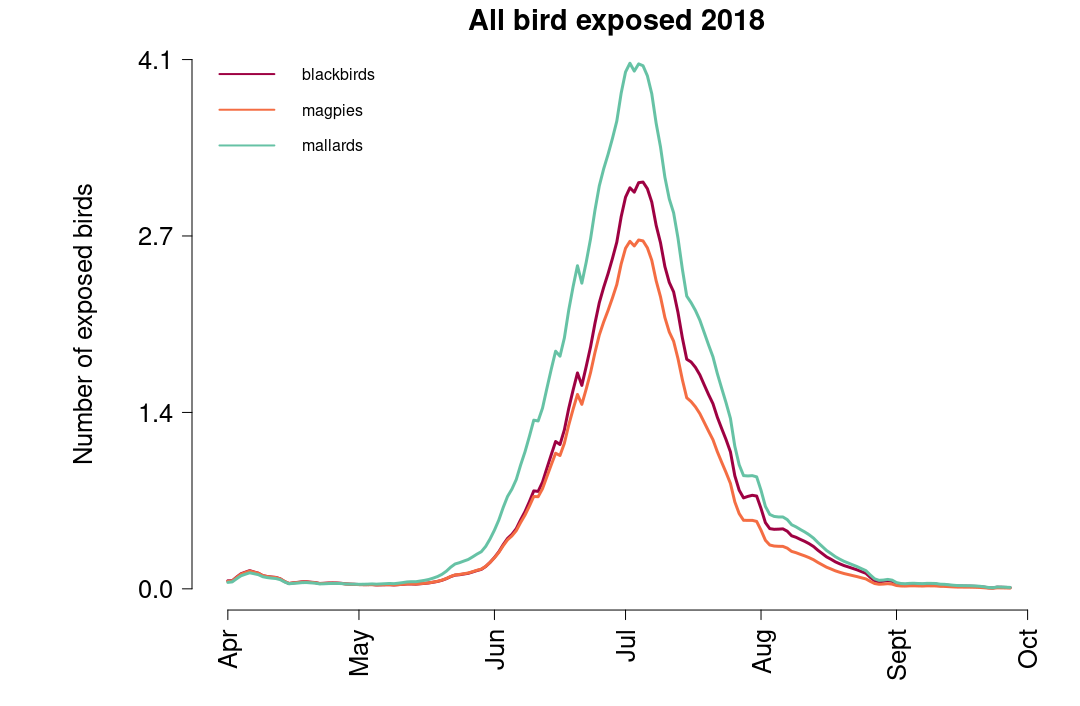 All bird exposed 2018
4.1
2.7
1.4
0.0
Number of exposed birds
blackbirds
magpies
mallards
Apr
May
Jun
Jul
Aug
Sept
Oct